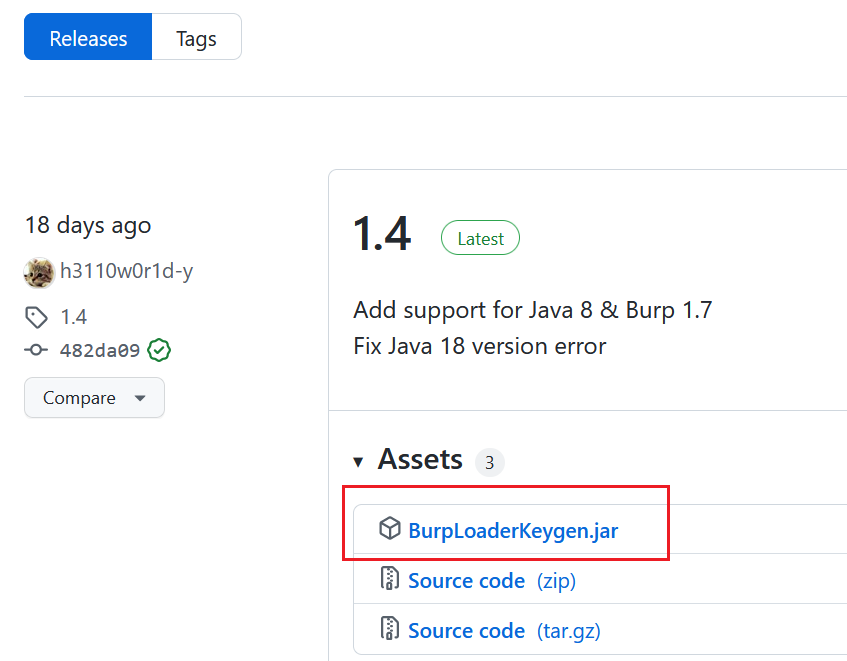 Releases
Tags
18 days ago
h3110w0r1d-y
1.4
482da09
Compare
1.4
Latest
Add support for Java 8 & Burp 1.7
Fix Java 18 version error
Assets 3
BurpLoaderKeygen.jar
Source code (zip)
Source code (tar.gz)